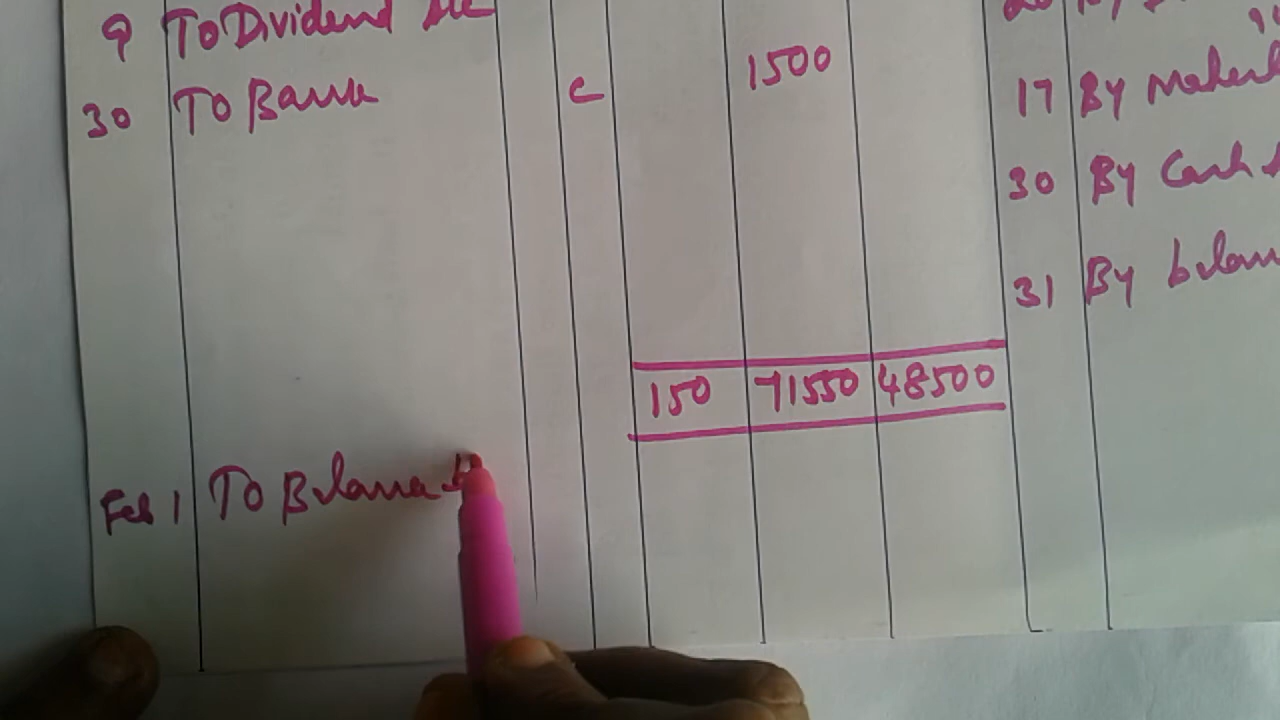 9 To Dividend
30 To Bank C 1500
17 By
30 By Cash
31 By
150 71550 48500
Feb 1 To Balance